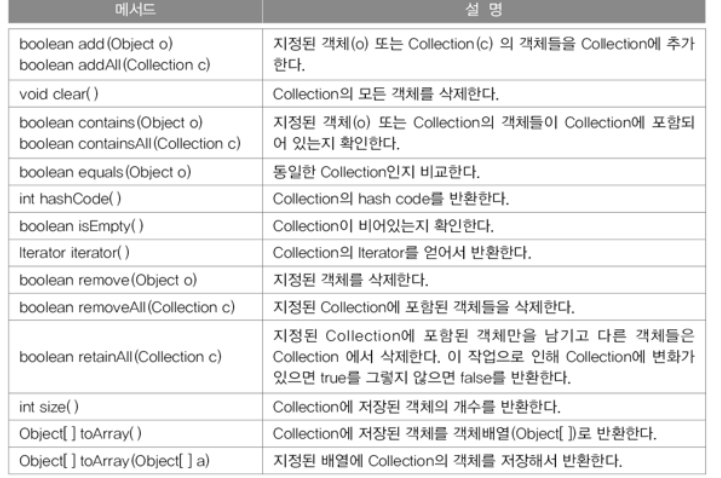 메서드 설 명
boolean add(Object o)
boolean addAll(Collection c)
지정된 객체(o) 또는 Collection(c) 의 객체들을 Collection에 추가
한다.
void clear( ) Collection의 모든 객체를 삭제한다.
boolean contains(Object o)
boolean containsAll(Collection c)
지정된 객체(o) 또는 Collection의 객체들이 Collection에 포함되
어 있는지 확인한다.
boolean equals(Object o) 동일한 Collection인지 비교한다.
int hashCode( ) Collection의 hash code를 반환한다.
boolean isEmpty( ) Collection이 비어있는지 확인한다.
Iterator iterator( ) Collection의 Iterator를 얻어서 반환한다.
boolean remove(Object o) 지정된 객체를 삭제한다.
boolean removeAll(Collection c) 지정된 Collection에 포함된 객체들을 삭제한다.
boolean retainAll(Collection c)
지정된 Collection에 포함된 객체만을 남기고 다른 객체들은
Collection 에서 삭제한다. 이 작업으로 인해 Collection에 변화가
있으면 true를 그렇지 않으면 false를 반환한다.
int size( ) Collection에 저장된 객체의 개수를 반환한다.
Object[ ] toArray( ) Collection에 저장된 객체를 객체배열(Object[ ])로 반환한다.
Object[ ] toArray(Object[ ] a) 지정된 배열에 Collection의 객체를 저장해서 반환한다.